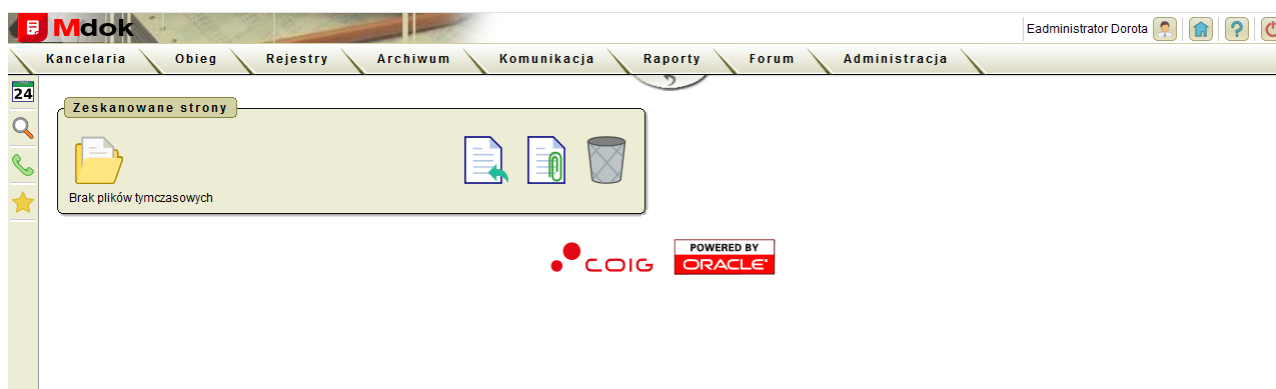 Mdok
Eadministrator Dorota
Kancelaria Obieg Rejestry Archiwum Komunikacja Raporty Forum Administracja
24
Zeskanowane strony
Brak plików tymczasowych
COIG
POWERED BY
ORACLE